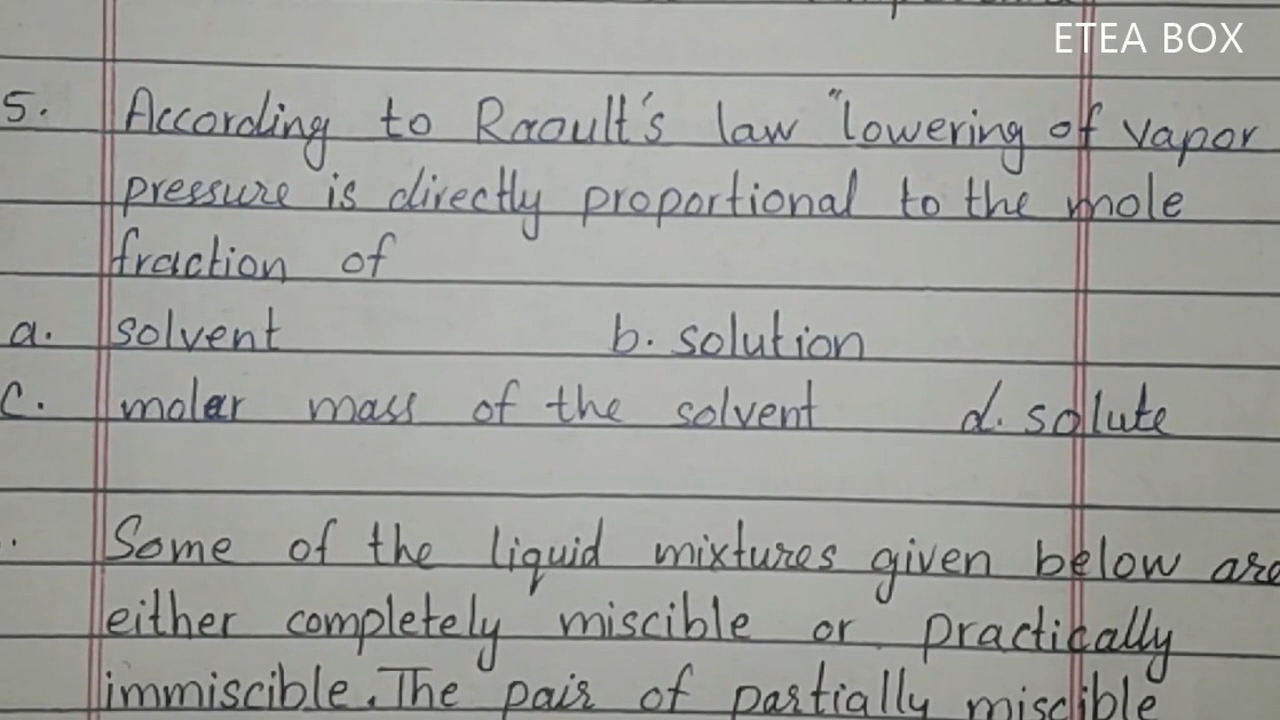 ETEA BOX
5. According to Raoult's law "lowering of vapor
pressure is directly proportional to the mole
fraction of
a. solvent b. solution
c. molar mass of the solvent d. solute
Some of the liquid mixtures given below are
either completely miscible or practically
immiscible. The pair of partially miscible